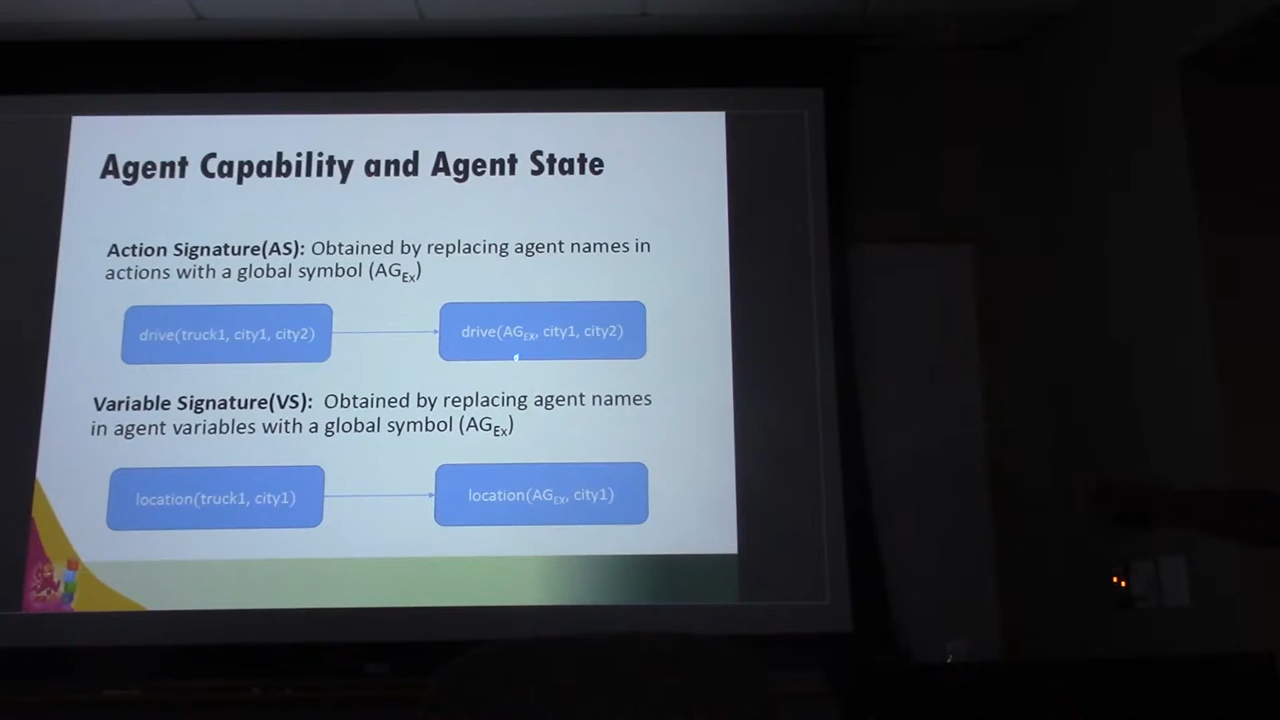 Agent Capability and Agent State
Action Signature(AS): Obtained by replacing agent names in
actions with a global symbol (AGEx)
drive(truck1, city1, city2)
drive(AGEx, city1, city2)
Variable Signature(VS): Obtained by replacing agent names
in agent variables with a global symbol (AGEx)
location(truck1, city1)
location(AGEx, city1)